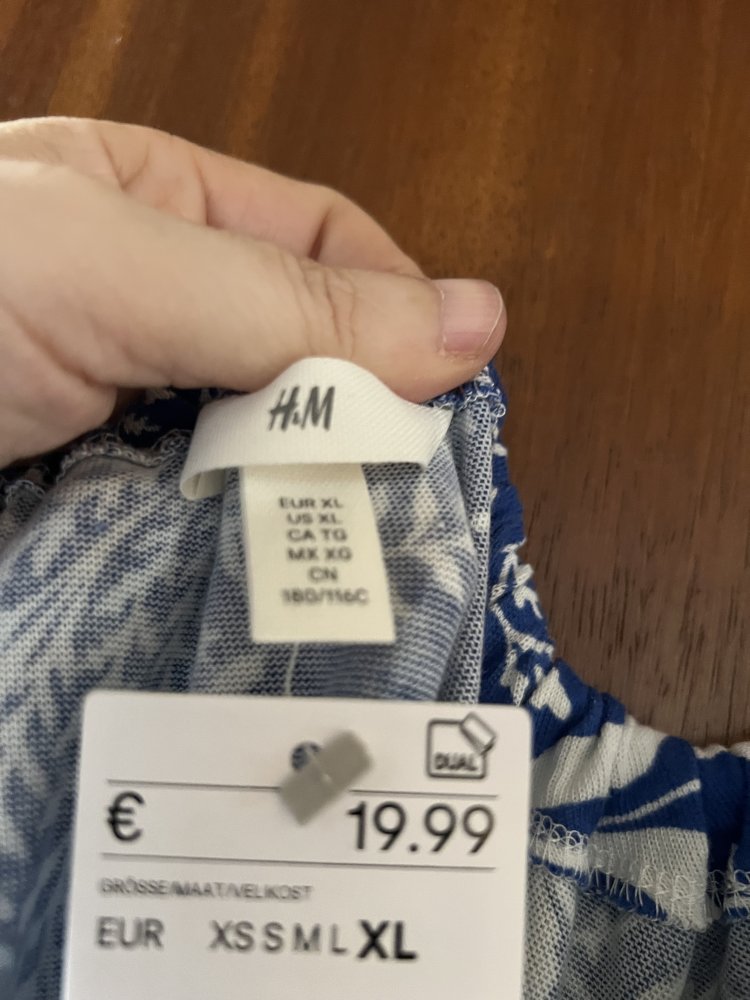 H&M
EUR XL
US XL
CA TG
MX XG
CN
180/116C
DUAL
€ 19.99
GRÖSSE/MAAT/VELIKOST
EUR XS S M L XL